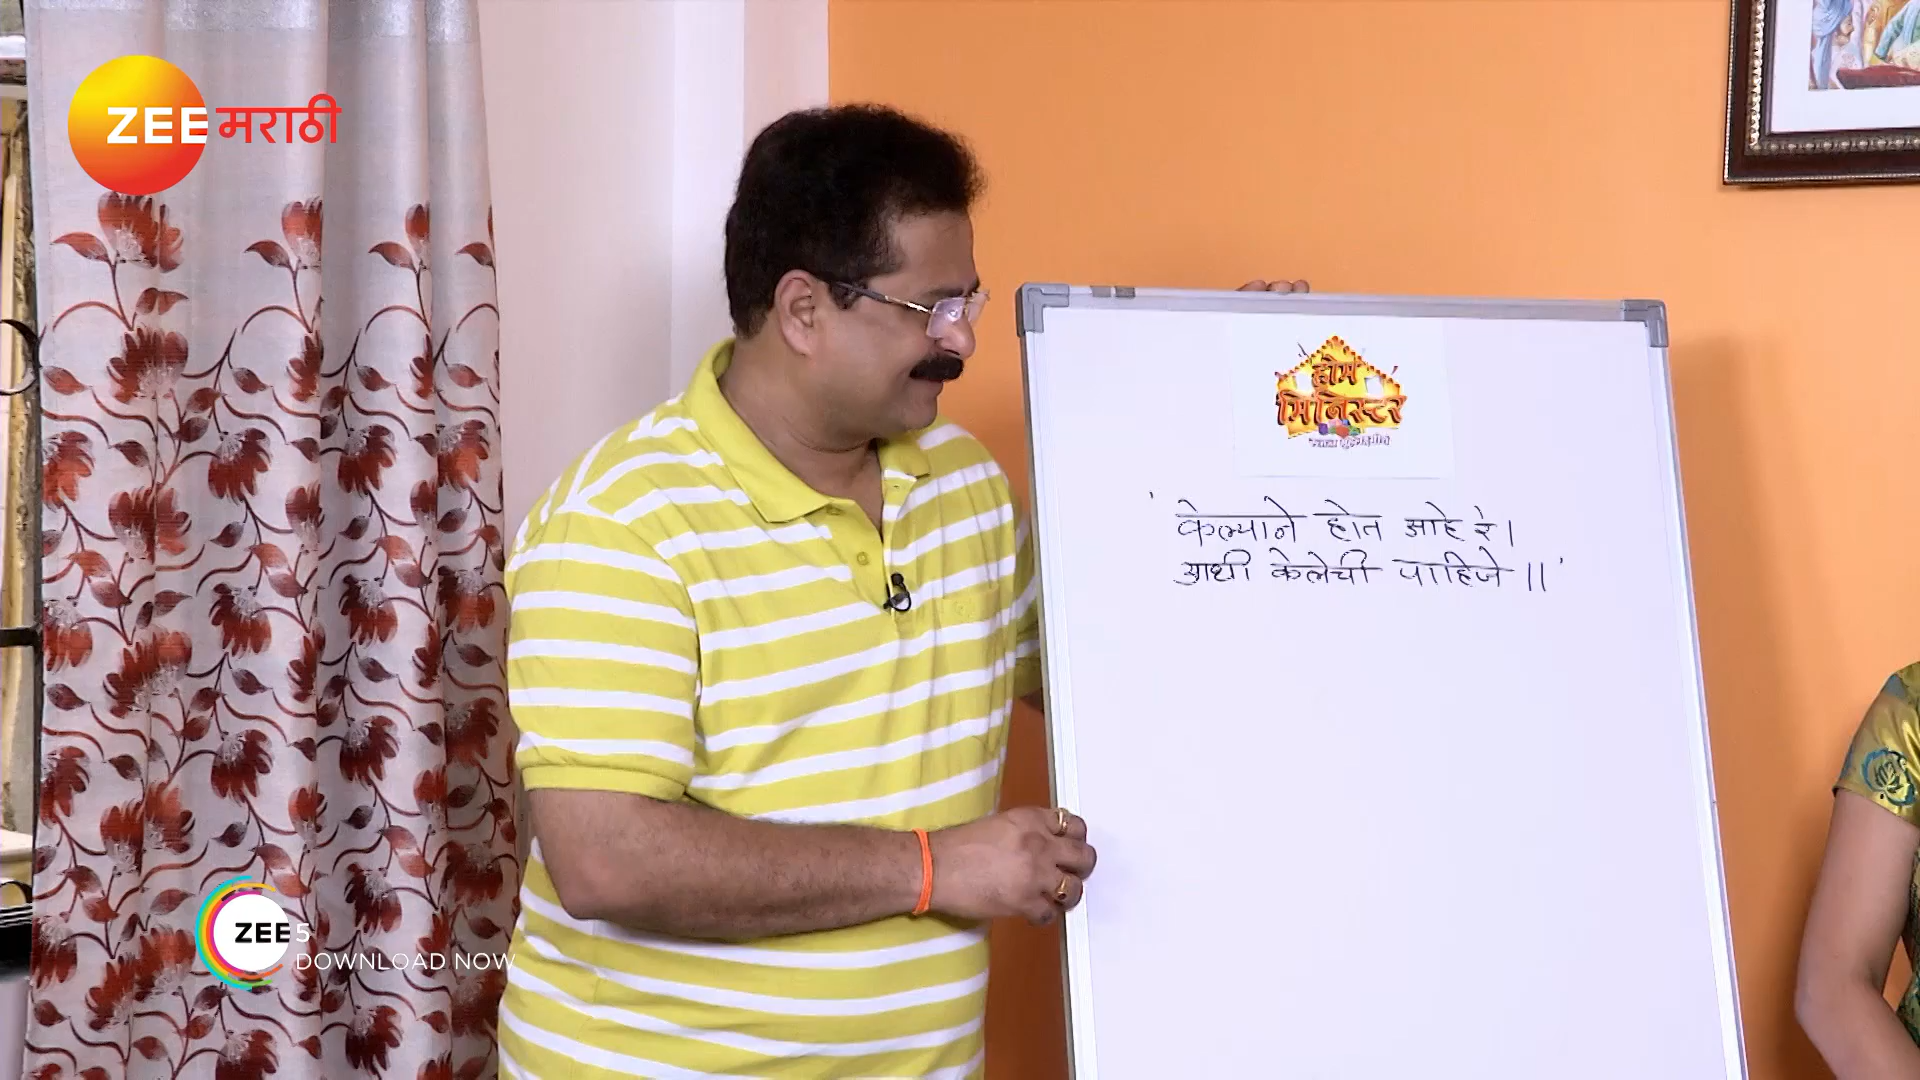 ZEE मराठी
होम
मिनिस्टर
' केल्याने होत आहे रे।
आधी केलेची पाहिजे ॥ '
ZEE5
DOWNLOAD NOW